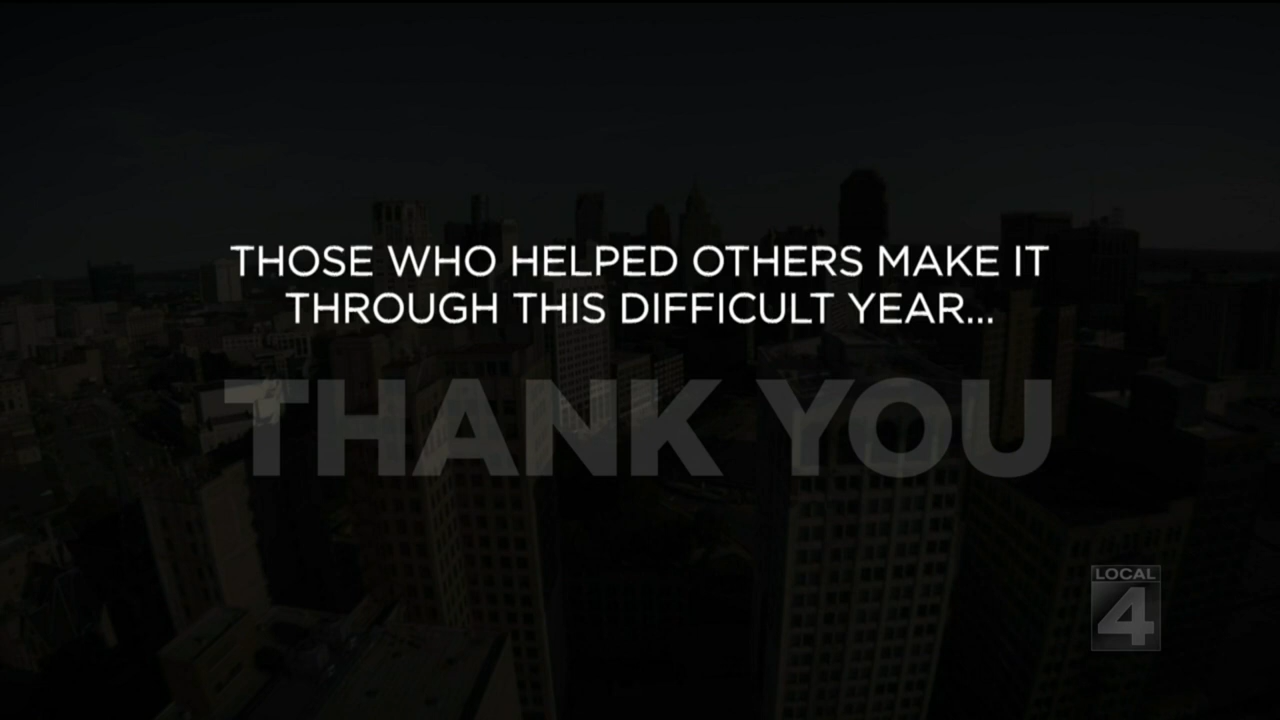 THOSE WHO HELPED OTHERS MAKE IT
THROUGH THIS DIFFICULT YEAR...
THANK YOU
LOCAL
4